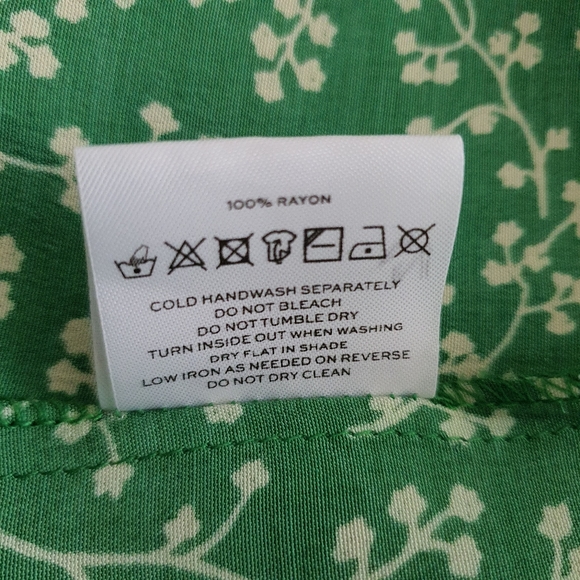 100% RAYON
COLD HANDWASH SEPARATELY
DO NOT BLEACH
DO NOT TUMBLE DRY
TURN INSIDE OUT WHEN WASHING
DRY FLAT IN SHADE
LOW IRON AS NEEDED ON REVERSE
DO NOT DRY CLEAN